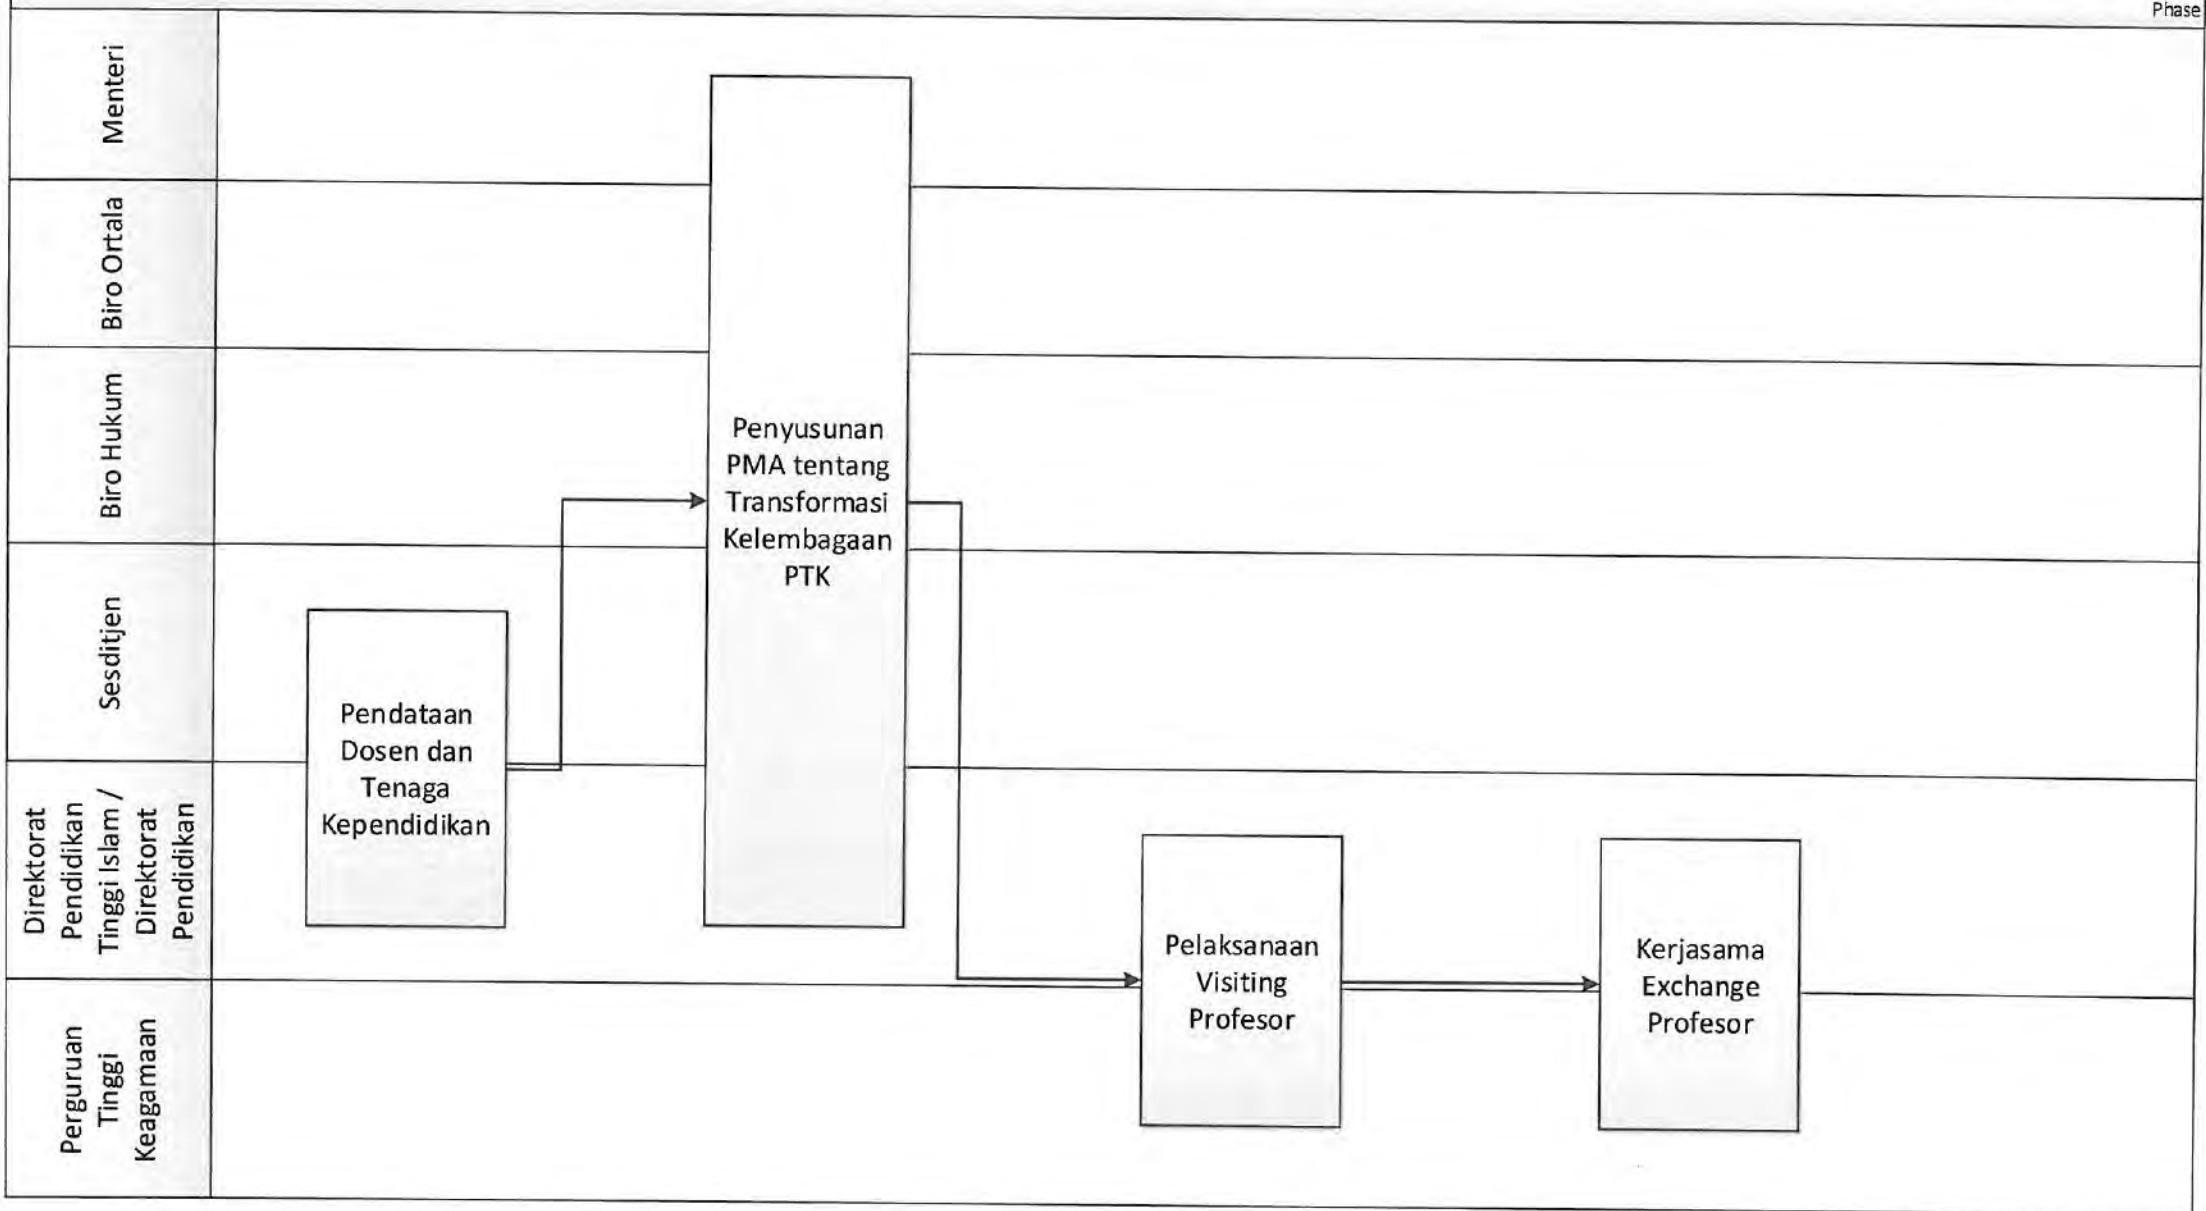 Phase
Menteri
Biro Ortala
Biro Hukum
Sesditjen
Direktorat
Pendidikan
Tinggi Islam /
Direktorat
Pendidikan
Perguruan
Tinggi
Keagamaan
Pendataan
Dosen dan
Tenaga
Kependidikan
Penyusunan
PMA tentang
Transformasi
Kelembagaan
PTK
Pelaksanaan
Visiting
Profesor
Kerjasama
Exchange
Profesor